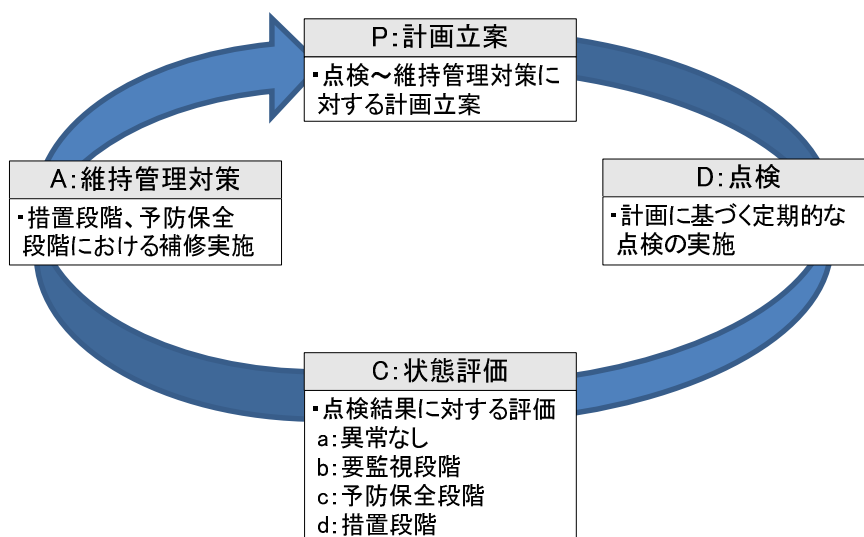 P:計画立案
・点検～維持管理対策に
対する計画立案
A:維持管理対策
・措置段階、予防保全
段階における補修実施
D:点検
・計画に基づく定期的な
点検の実施
C:状態評価
・点検結果に対する評価
a:異常なし
b:要監視段階
c:予防保全段階
d:措置段階